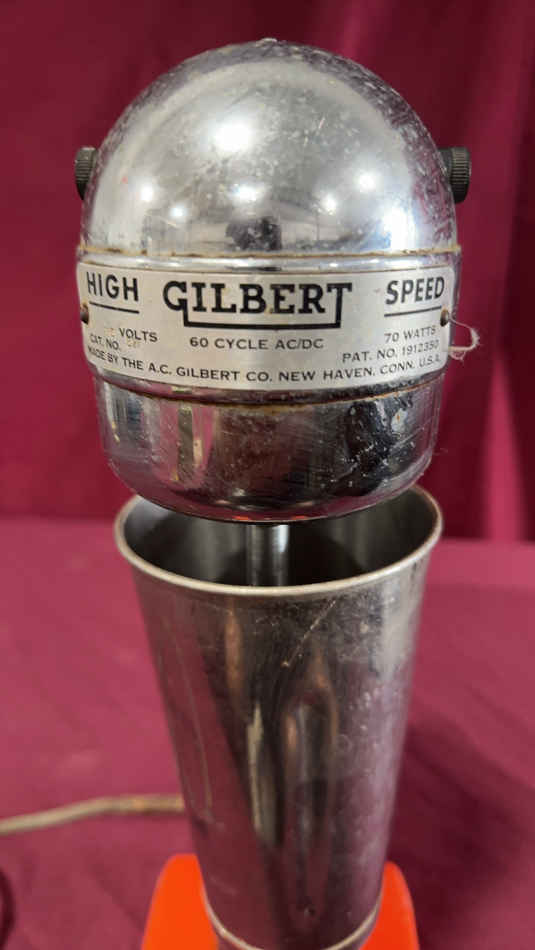 HIGH GILBERT SPEED
VOLTS 60 CYCLE AC/DC 70 WATTS
CAT. NO. PAT. NO. 1912350
MADE BY THE A.C. GILBERT CO. NEW HAVEN, CONN. U.S.A.